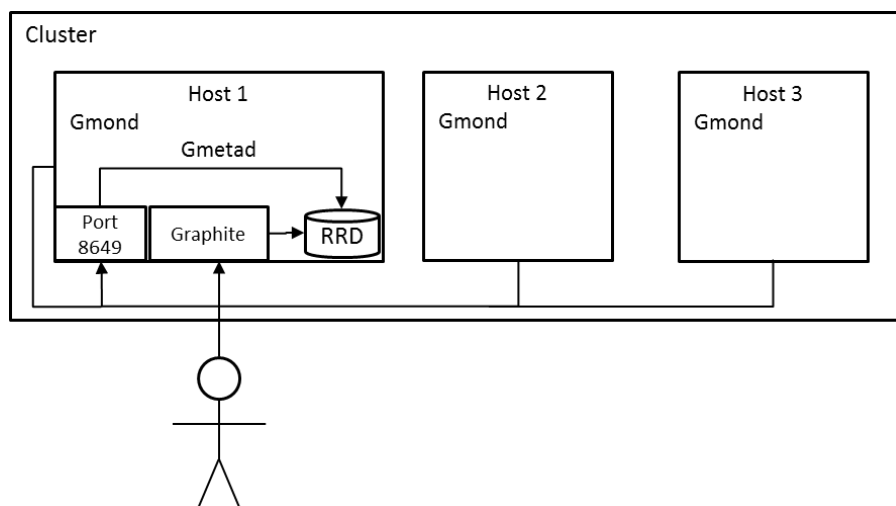 Cluster
Host 1
Gmond
Gmetad
Port
8649
Graphite
RRD
Host 2
Gmond
Host 3
Gmond